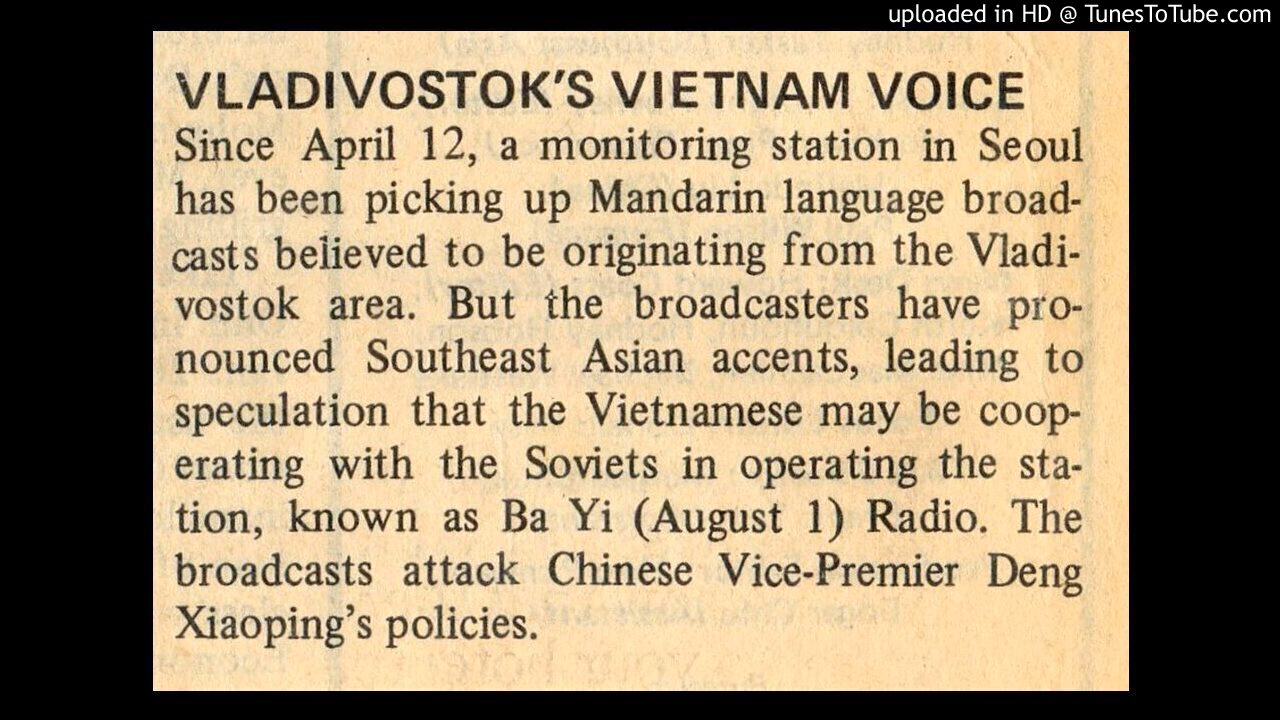 uploaded in HD @ TunesToTube.com
VLADIVOSTOK'S VIETNAM VOICE
Since April 12, a monitoring station in Seoul
has been picking up Mandarin language broad-
casts believed to be originating from the Vladi-
vostok area. But the broadcasters have pro-
nounced Southeast Asian accents, leading to
speculation that the Vietnamese may be coop-
erating with the Soviets in operating the sta-
tion, known as Ba Yi (August 1) Radio. The
broadcasts attack Chinese Vice-Premier Deng
Xiaoping's policies.